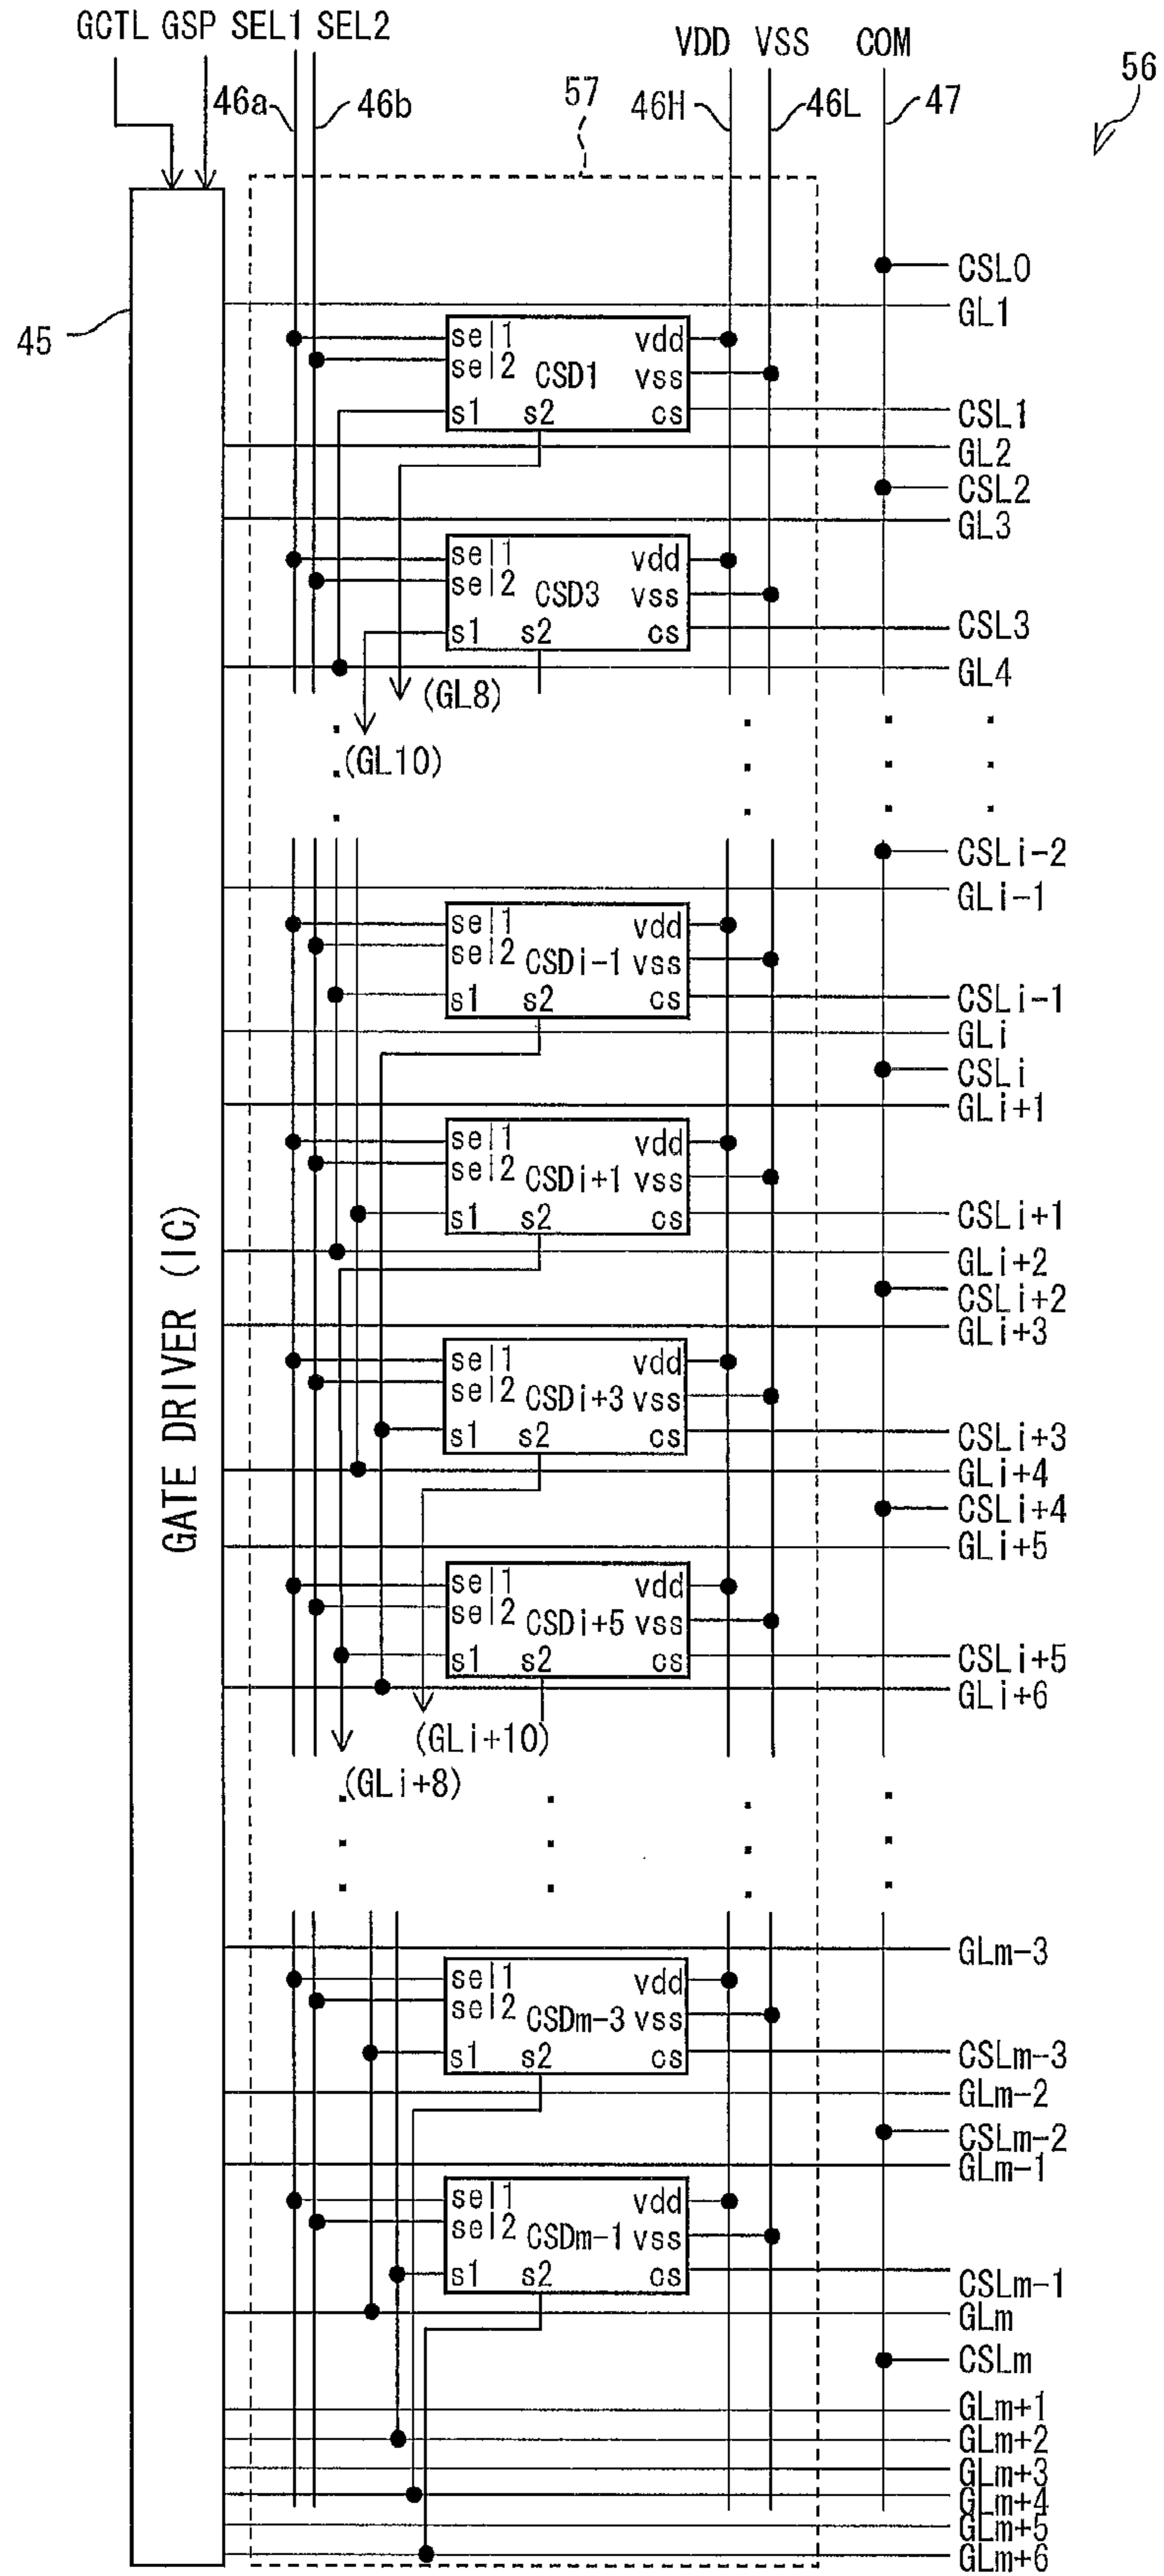 GCTL GSP SEL1 SEL2
VDD VSS COM
56
46a 46b 57 46H 46L 47
45
CSL0
GL1
sel1 vdd
sel2 CSD1 vss
s1 s2 cs
CSL1
GL2
CSL2
GL3
sel1 vdd
sel2 CSD3 vss
s1 s2 cs
CSL3
GL4
(GL8)
(GL10)
CSLi-2
GLi-1
sel1 vdd
sel2 CSDi-1 vss
s1 s2 cs
CSLi-1
GLi
CSLi
GLi+1
sel1 vdd
sel2 CSDi+1 vss
s1 s2 cs
CSLi+1
GLi+2
CSLi+2
GLi+3
GATE DRIVER (IC)
sel1 vdd
sel2 CSDi+3 vss
s1 s2 cs
CSLi+3
GLi+4
CSLi+4
GLi+5
sel1 vdd
sel2 CSDi+5 vss
s1 s2 cs
CSLi+5
GLi+6
(GLi+10)
(GLi+8)
GLm-3
sel1 vdd
sel2 CSDm-3 vss
s1 s2 cs
CSLm-3
GLm-2
CSLm-2
GLm-1
sel1 vdd
sel2 CSDm-1 vss
s1 s2 cs
CSLm-1
GLm
CSLm
GLm+1
GLm+2
GLm+3
GLm+4
GLm+5
GLm+6